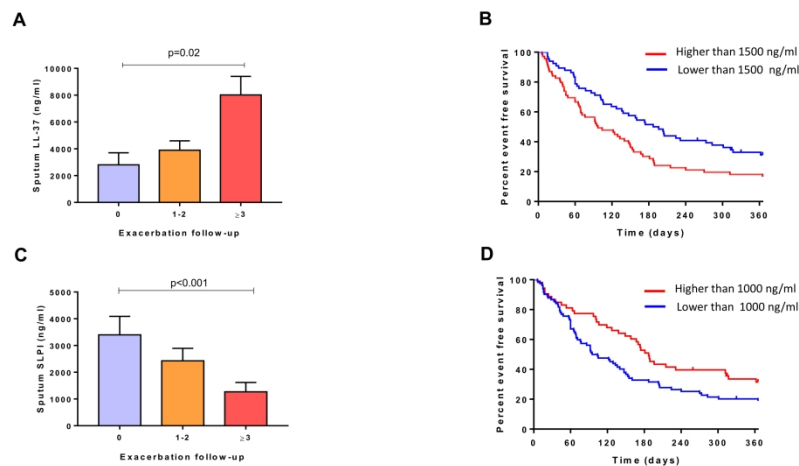 A
p=0.02
Sputum LL-37 (ng/ml)
10000
8000
6000
4000
2000
0
0
1-2
≥3
Exacerbation follow-up
B
Higher than 1500 ng/ml
Lower than 1500 ng/ml
Percent event free survival
100
80
60
40
20
0
0 60 120 180 240 300 360
Time (days)
C
p<0.001
Sputum SLPI (ng/ml)
5000
4000
3000
2000
1000
0
0
1-2
≥3
Exacerbation follow-up
D
Higher than 1000 ng/ml
Lower than 1000 ng/ml
Percent event free survival
100
80
60
40
20
0
0 60 120 180 240 300 360
Time (days)